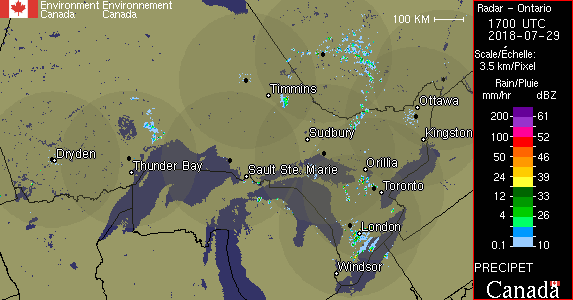 Environment Environnement
Canada Canada
100 KM
Timmins
Ottawa
Sudbury
Kingston
Dryden
Thunder Bay
Sault Ste. Marie
Orillia
Toronto
London
Windsor
Radar - Ontario
1700 UTC
2018-07-29
Scale/Échelle:
3.5 km/Pixel
Rain/Pluie
mm/hr dBZ
200 61
100 52
50 46
24 39
12 33
4 26
0.1 10
PRECIPET
Canada